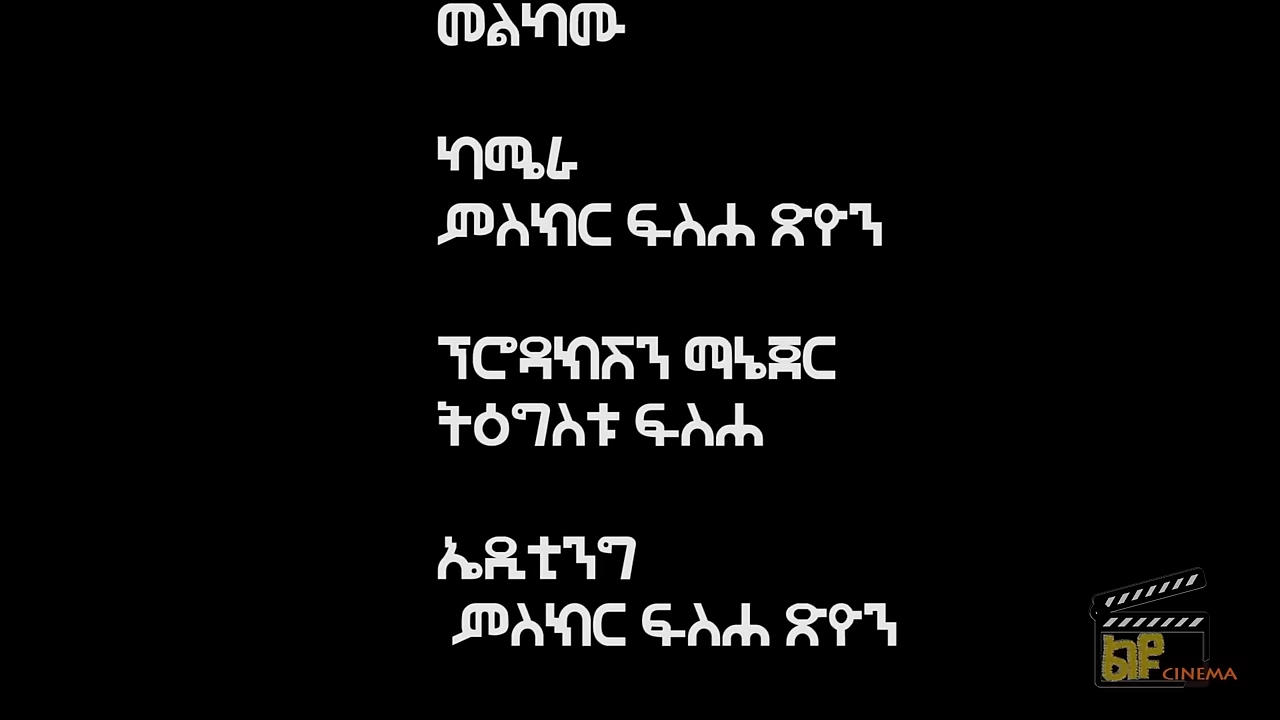 መልካሙ
ካሜራ
ምስክር ፍስሐ ጽዮን
ፕሮዳክሽን ማኔጀር
ትዕግስቱ ፍስሐ
ኤዲቲንግ
ምስክር ፍስሐ ጽዮን
CINEMA